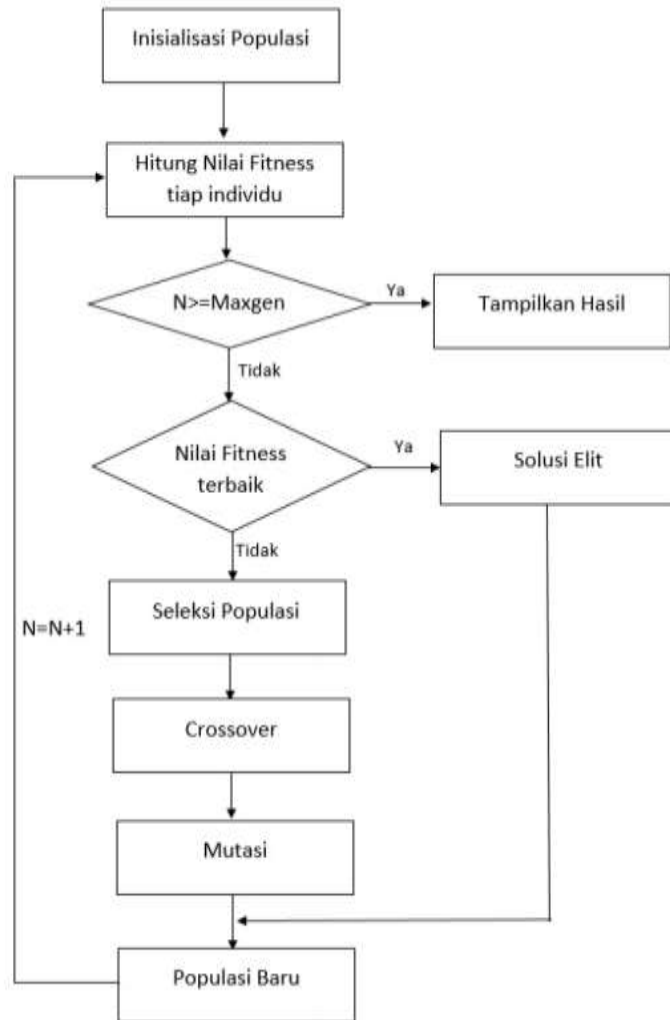 Inisialisasi Populasi
Hitung Nilai Fitness
tiap individu
N>=Maxgen
Ya
Tampilkan Hasil
Tidak
Nilai Fitness
terbaik
Ya
Solusi Elit
Tidak
Seleksi Populasi
N=N+1
Crossover
Mutasi
Populasi Baru